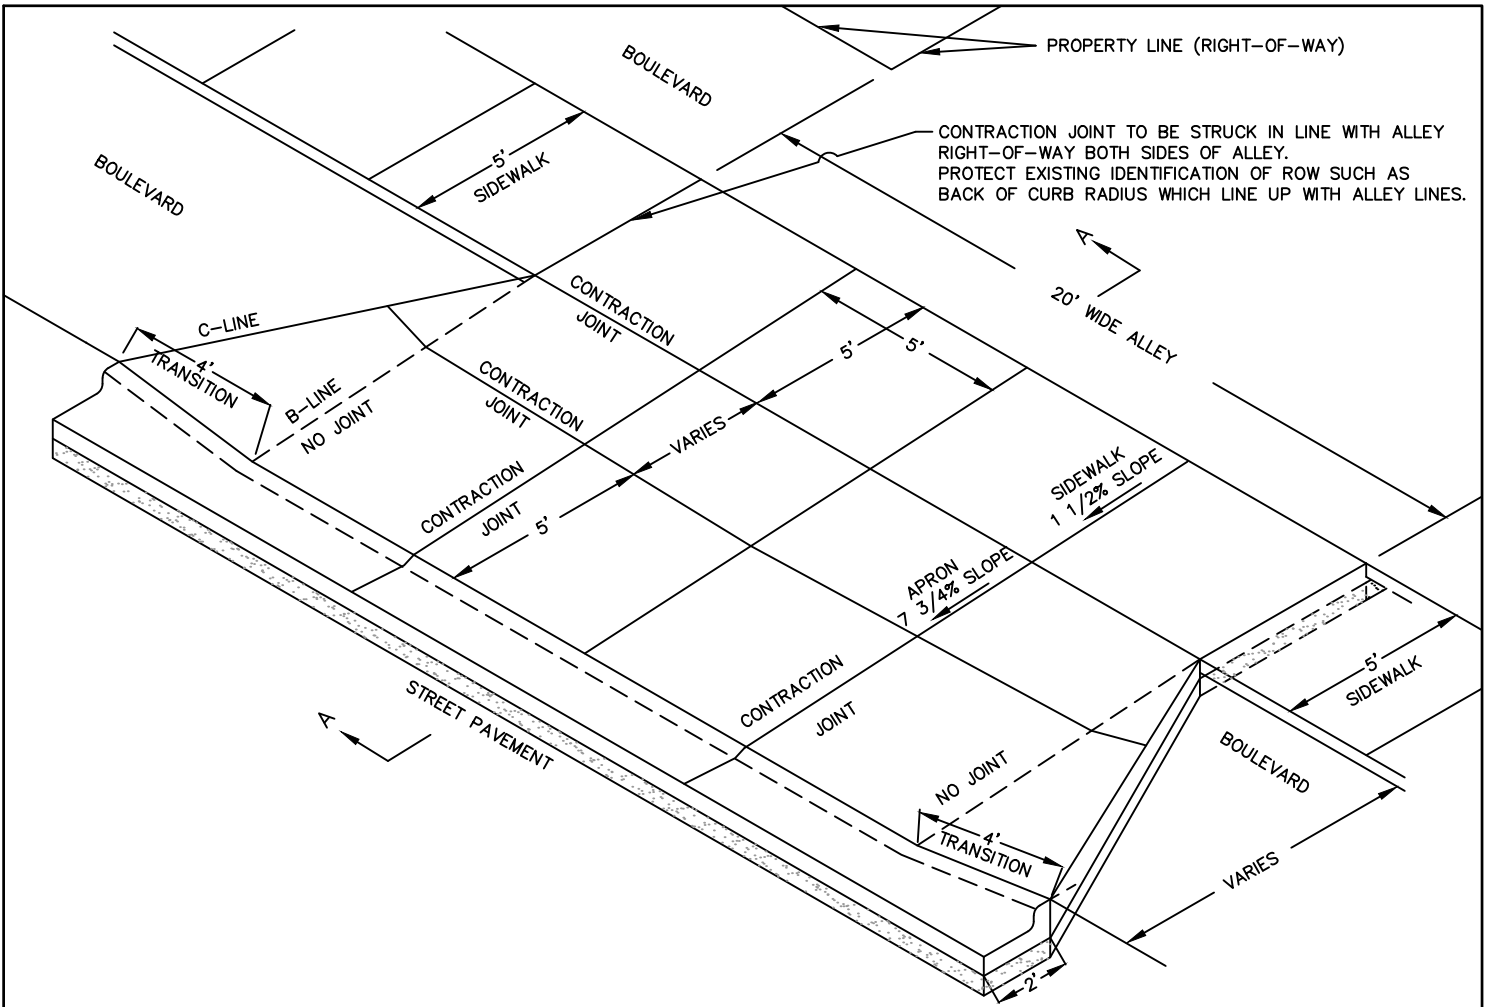 PROPERTY LINE (RIGHT-OF-WAY)
BOULEVARD
CONTRACTION JOINT TO BE STRUCK IN LINE WITH ALLEY
RIGHT-OF-WAY BOTH SIDES OF ALLEY.
PROTECT EXISTING IDENTIFICATION OF ROW SUCH AS
BACK OF CURB RADIUS WHICH LINE UP WITH ALLEY LINES.
BOULEVARD
5'
SIDEWALK
A
20' WIDE ALLEY
CONTRACTION
JOINT
C-LINE
4'
TRANSITION
B-LINE
NO JOINT
CONTRACTION
JOINT
5'
5'
VARIES
CONTRACTION
JOINT
5'
SIDEWALK
1 1/2% SLOPE
APRON
7 3/4% SLOPE
CONTRACTION
JOINT
5'
SIDEWALK
STREET PAVEMENT
A
NO JOINT
BOULEVARD
4'
TRANSITION
VARIES
2'